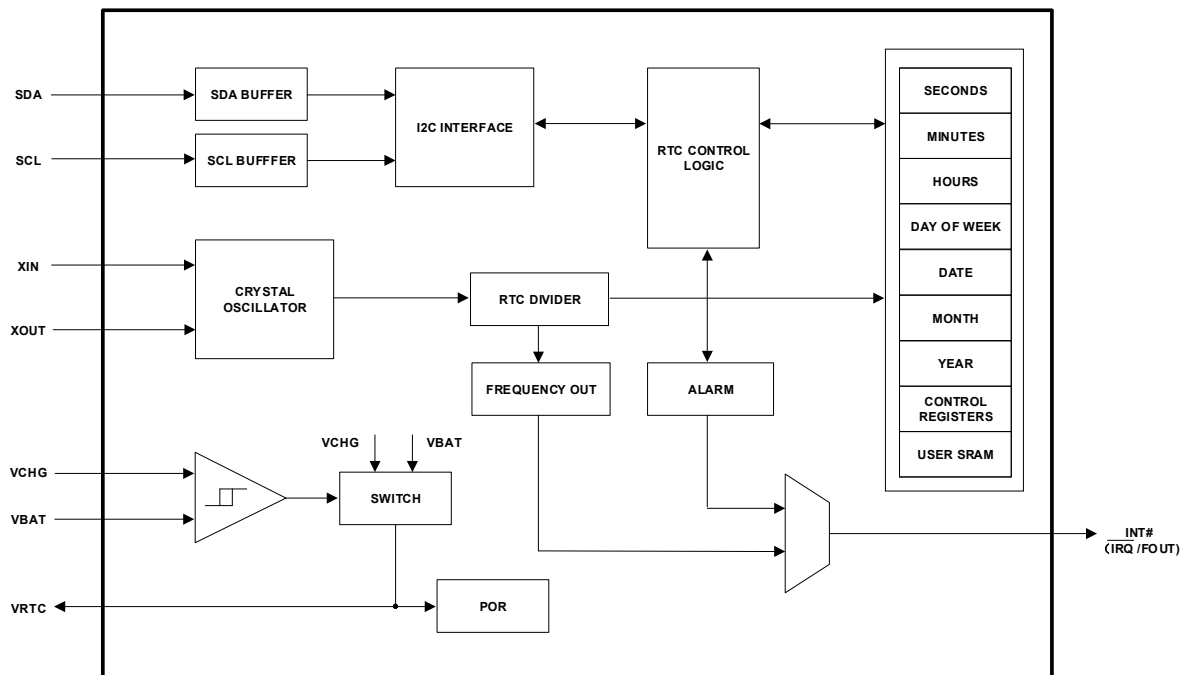 SDA
SDA BUFFER
SCL
SCL BUFFFER
I2C INTERFACE
RTC CONTROL
LOGIC
SECONDS
MINUTES
HOURS
DAY OF WEEK
DATE
MONTH
YEAR
CONTROL
REGISTERS
USER SRAM
XIN
XOUT
CRYSTAL
OSCILLATOR
RTC DIVIDER
FREQUENCY OUT
ALARM
VCHG
VBAT
VCHG
VBAT
SWITCH
VRTC
POR
INT#
(IRQ /FOUT)